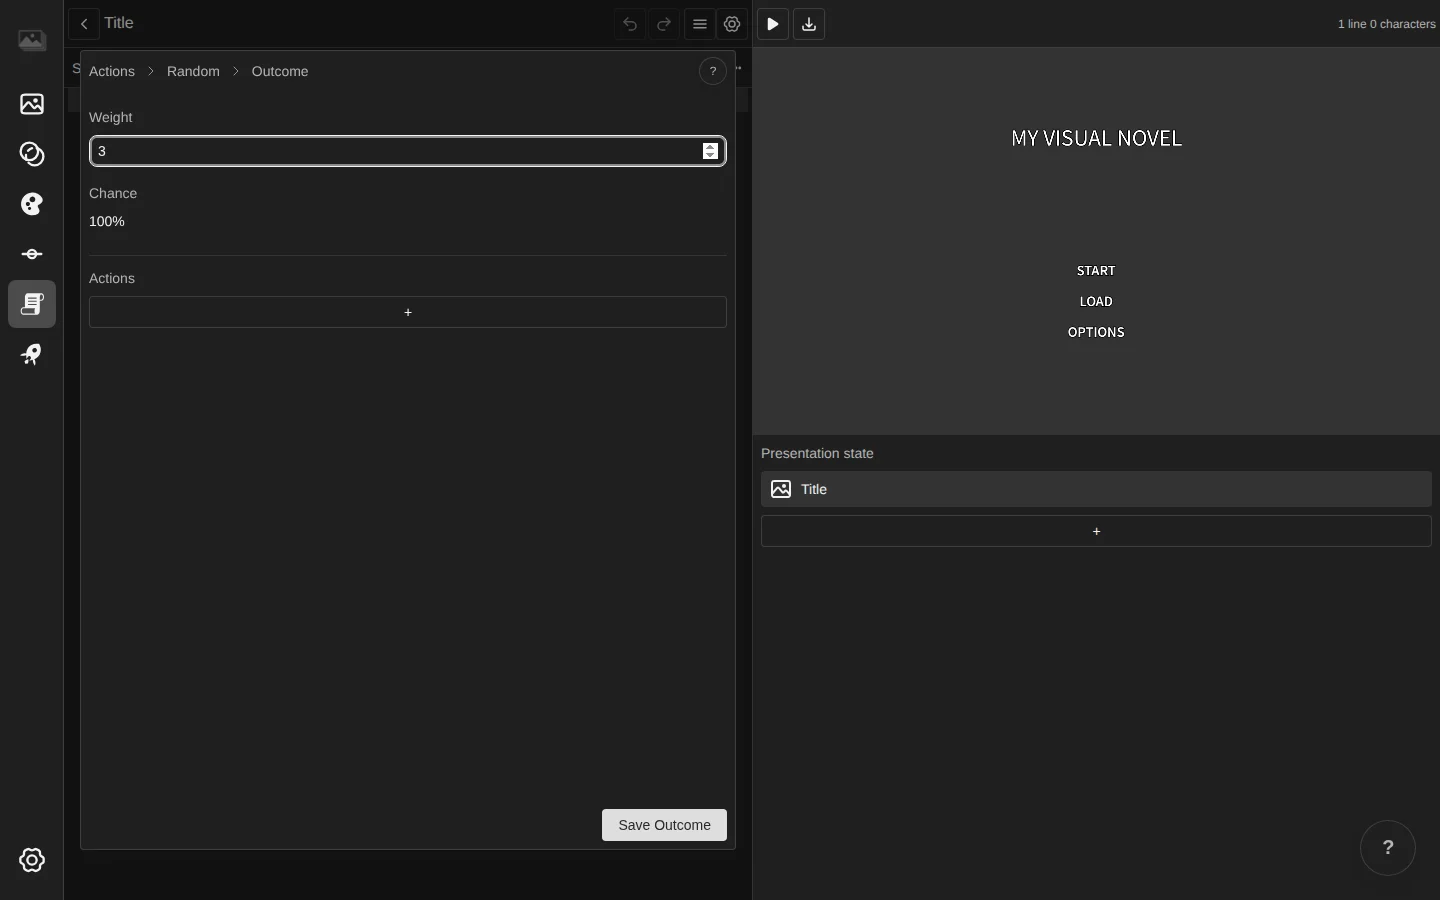 Title
1 line 0 characters
S
Actions > Random > Outcome
?
Weight
3
Chance
100%
Actions
+
Save Outcome
MY VISUAL NOVEL
START
LOAD
OPTIONS
Presentation state
Title
+
?